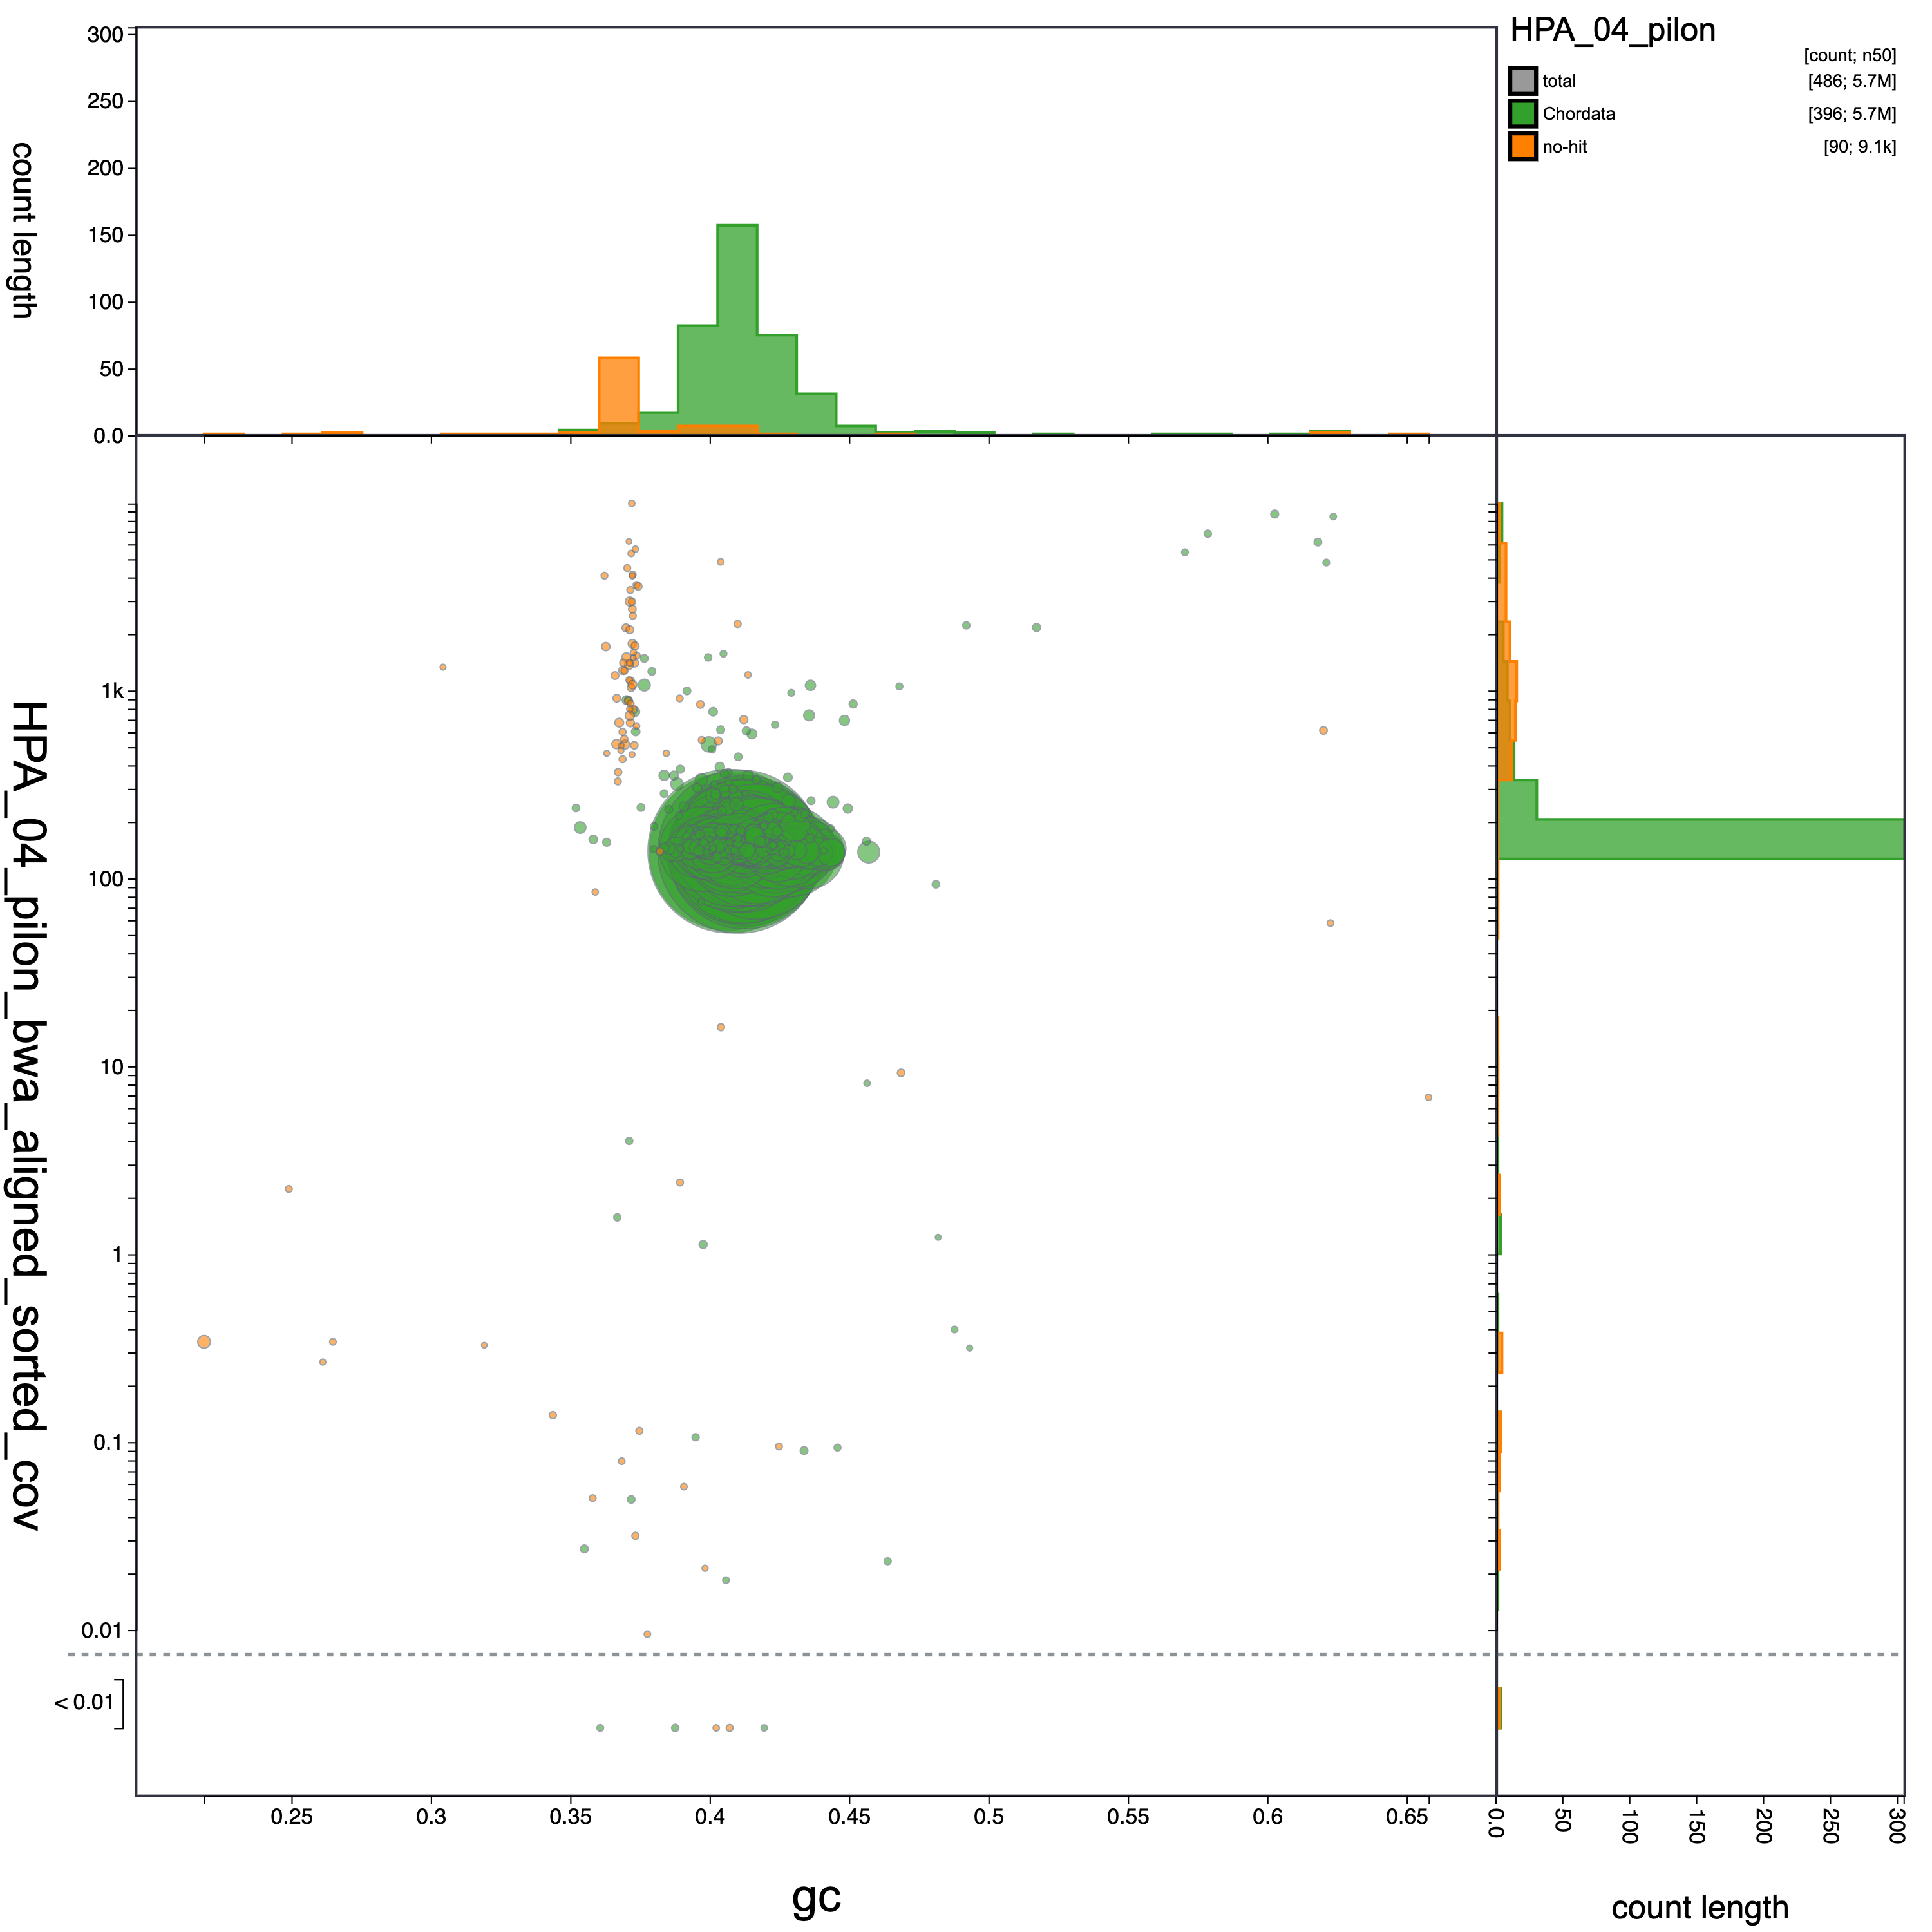 HPA_04_pilon
[count; n50]
total [486; 5.7M]
Chordata [396; 5.7M]
no-hit [90; 9.1k]
count length
300
250
200
150
100
50
0.0
HPA_04_pilon_bwa_aligned_sorted_cov
1k
100
10
1
0.1
0.01
< 0.01
0.25 0.3 0.35 0.4 0.45 0.5 0.55 0.6 0.65
gc
0.0 50 100 150 200 250 300
count length